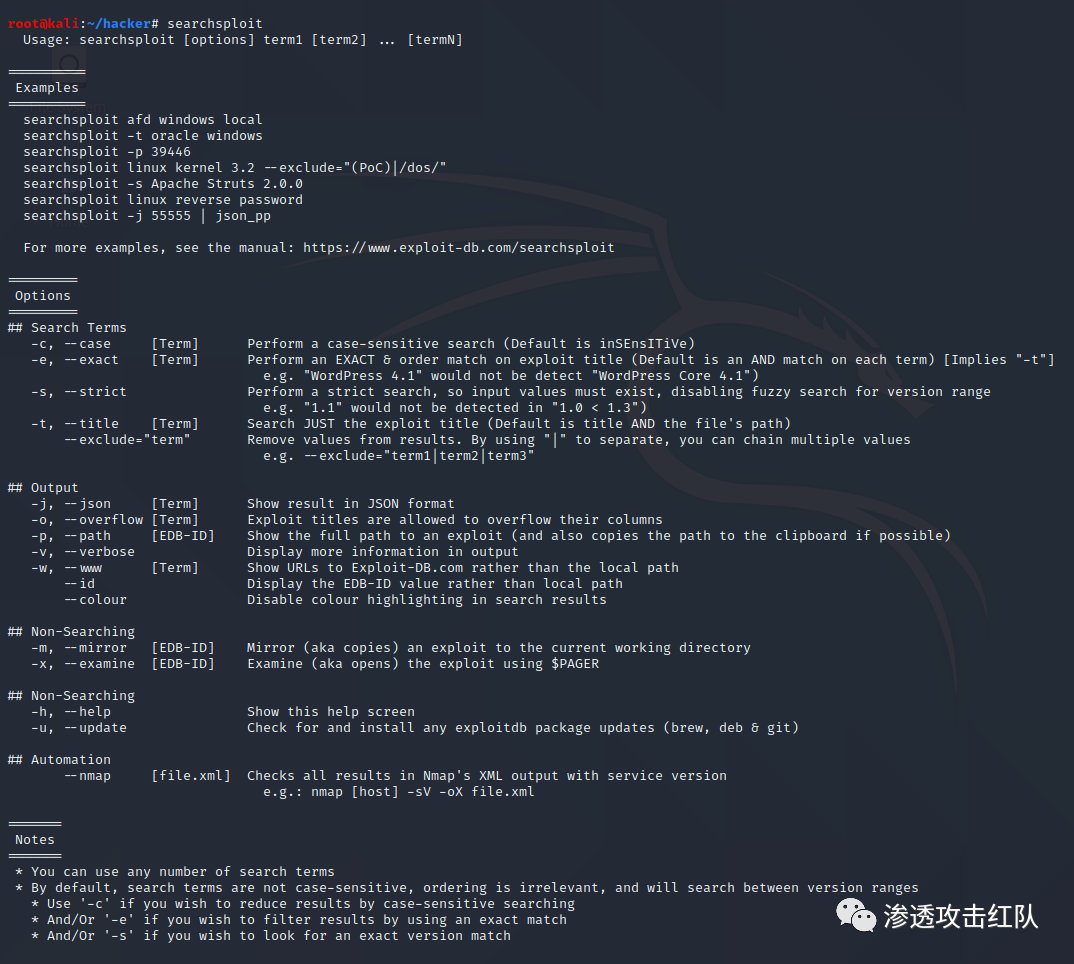 root@kali:~/hacker# searchsploit
Usage: searchsploit [options] term1 [term2] ... [termN]
==========
Examples
==========
searchsploit afd windows local
searchsploit -t oracle windows
searchsploit -p 39446
searchsploit linux kernel 3.2 --exclude="(PoC)|/dos/"
searchsploit -s Apache Struts 2.0.0
searchsploit linux reverse password
searchsploit -j 55555 | json_pp
For more examples, see the manual: https://www.exploit-db.com/searchsploit
=========
Options
=========
## Search Terms
-c, --case [Term] Perform a case-sensitive search (Default is inSEnsITiVe)
-e, --exact [Term] Perform an EXACT & order match on exploit title (Default is an AND match on each term) [Implies "-t"]
e.g. "WordPress 4.1" would not be detect "WordPress Core 4.1")
-s, --strict Perform a strict search, so input values must exist, disabling fuzzy search for version range
e.g. "1.1" would not be detected in "1.0 < 1.3")
-t, --title [Term] Search JUST the exploit title (Default is title AND the file's path)
--exclude="term" Remove values from results. By using "|" to separate, you can chain multiple values
e.g. --exclude="term1|term2|term3"
## Output
-j, --json [Term] Show result in JSON format
-o, --overflow [Term] Exploit titles are allowed to overflow their columns
-p, --path [EDB-ID] Show the full path to an exploit (and also copies the path to the clipboard if possible)
-v, --verbose Display more information in output
-w, --www [Term] Show URLs to Exploit-DB.com rather than the local path
--id Display the EDB-ID value rather than local path
--colour Disable colour highlighting in search results
## Non-Searching
-m, --mirror [EDB-ID] Mirror (aka copies) an exploit to the current working directory
-x, --examine [EDB-ID] Examine (aka opens) the exploit using $PAGER
## Non-Searching
-h, --help Show this help screen
-u, --update Check for and install any exploitdb package updates (brew, deb & git)
## Automation
--nmap [file.xml] Checks all results in Nmap's XML output with service version
e.g.: nmap [host] -sV -oX file.xml
=======
Notes
=======
* You can use any number of search terms
* By default, search terms are not case-sensitive, ordering is irrelevant, and will search between version ranges
* Use '-c' if you wish to reduce results by case-sensitive searching
* And/Or '-e' if you wish to filter results by using an exact match
* And/Or '-s' if you wish to look for an exact version match
渗透攻击红队